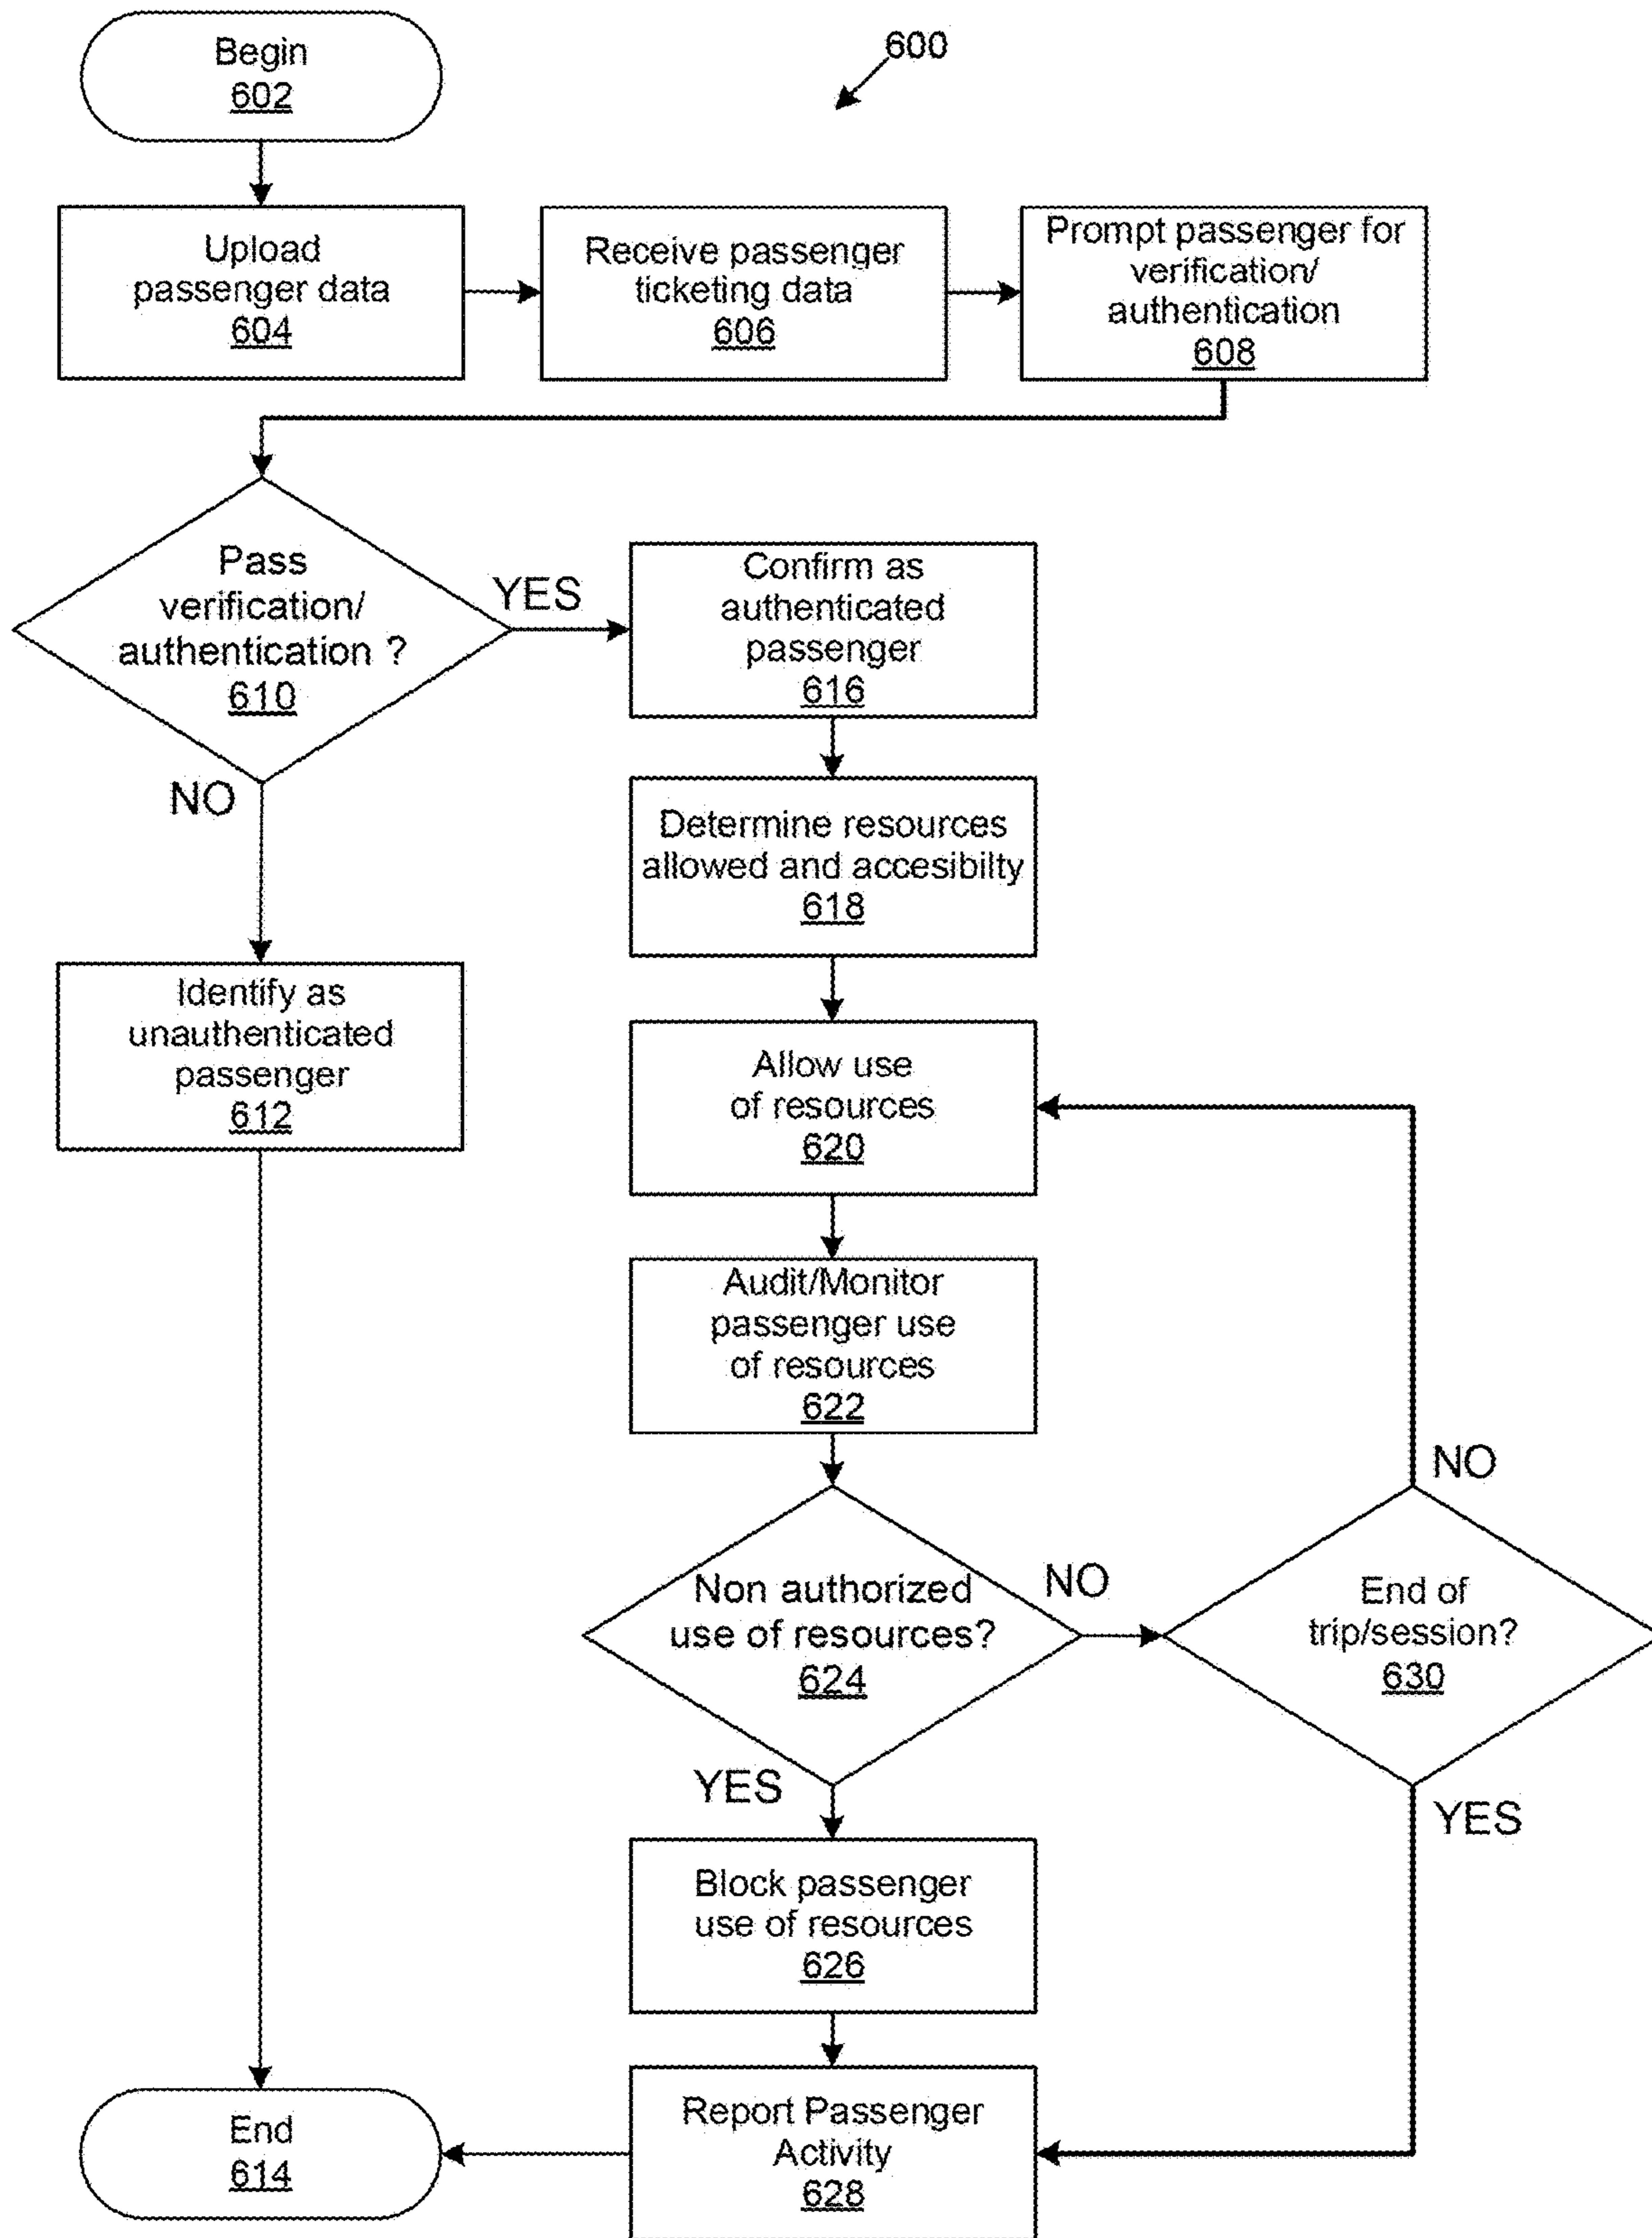 Begin
602
600
Upload
passenger data
604
Receive passenger
ticketing data
606
Prompt passenger for
verification/
authentication
608
Pass
verification/
authentication ?
610
YES
NO
Confirm as
authenticated
passenger
616
Determine resources
allowed and accesibilty
618
Identify as
unauthenticated
passenger
612
Allow use
of resources
620
Audit/Monitor
passenger use
of resources
622
Non authorized
use of resources?
624
NO
YES
End of
trip/session?
630
NO
YES
Block passenger
use of resources
626
Report Passenger
Activity
628
End
614